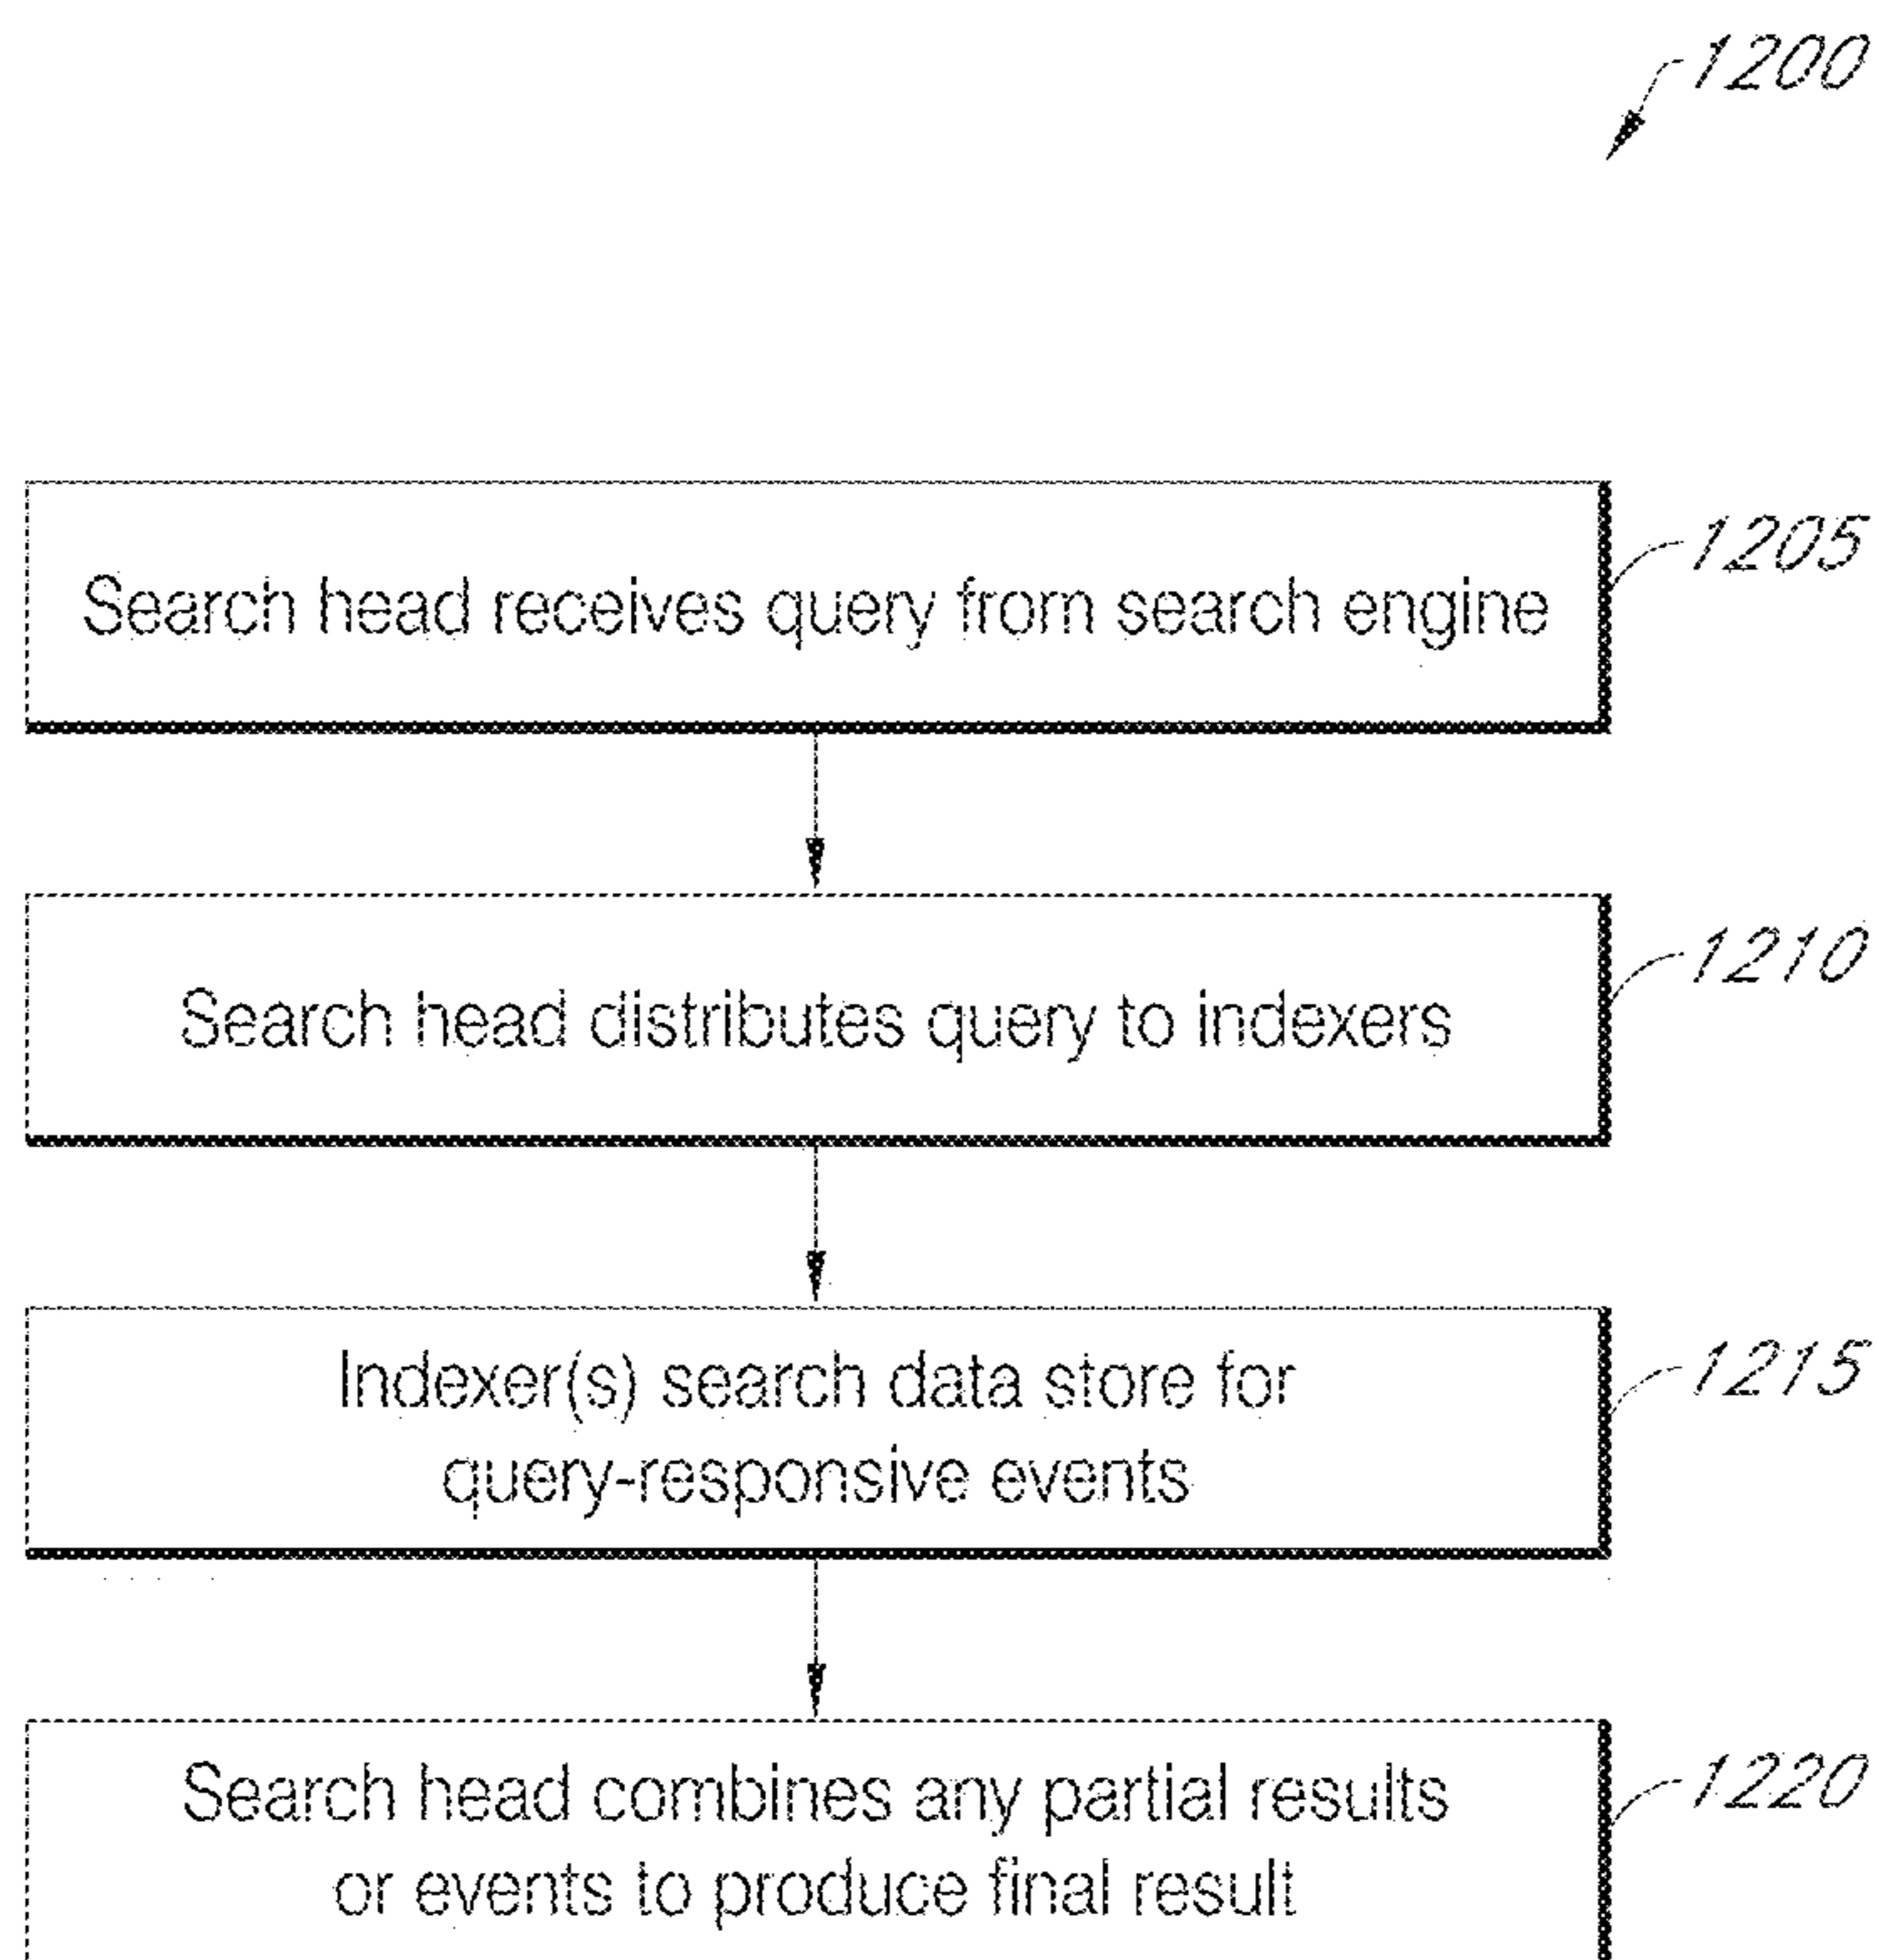 1200
Search head receives query from search engine
1205
Search head distributes query to indexers
1210
Indexer(s) search data store for
query-responsive events
1215
Search head combines any partial results
or events to produce final result
1220